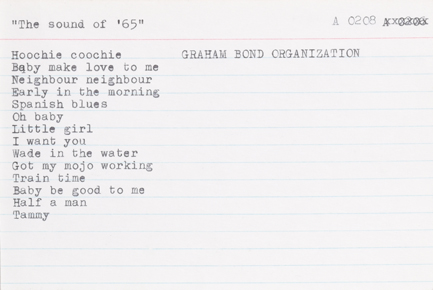 "The sound of '65" A 0208
Hoochie coochie GRAHAM BOND ORGANIZATION
Baby make love to me
Neighbour neighbour
Early in the morning
Spanish blues
Oh baby
Little girl
I want you
Wade in the water
Got my mojo working
Train time
Baby be good to me
Half a man
Tammy